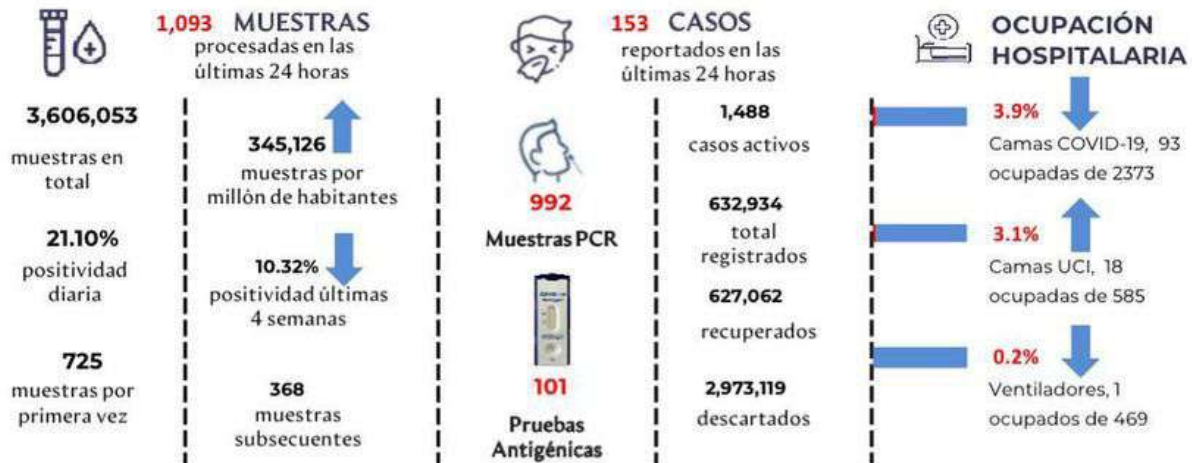 1,093 MUESTRAS
procesadas en las
últimas 24 horas
3,606,053
muestras en
total
21.10%
positividad
diaria
725
muestras por
primera vez
345,126
muestras por
millón de habitantes
10.32%
positividad últimas
4 semanas
368
muestras
subsecuentes
153 CASOS
reportados en las
últimas 24 horas
992
Muestras PCR
101
Pruebas
Antigénicas
1,488
casos activos
632,934
total
registrados
627,062
recuperados
2,973,119
descartados
OCUPACIÓN
HOSPITALARIA
3.9%
Camas COVID-19, 93
ocupadas de 2373
3.1%
Camas UCI, 18
ocupadas de 585
0.2%
Ventiladores, 1
ocupados de 469